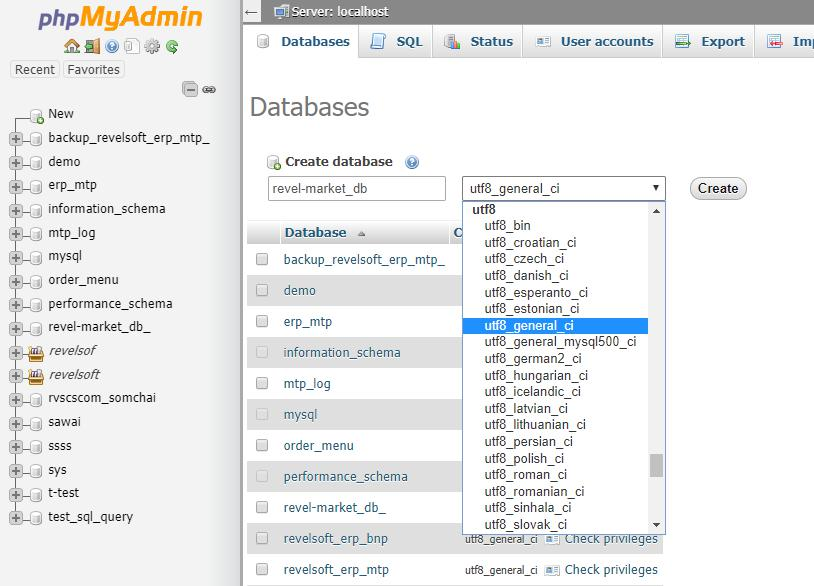 phpMyAdmin
Recent Favorites
New
backup_revelsoft_erp_mtp_
demo
erp_mtp
information_schema
mtp_log
mysql
order_menu
performance_schema
revel-market_db_
revelsof
revelsoft
rvscscom_somchai
sawai
ssss
sys
t-test
test_sql_query
Server: localhost
Databases SQL Status User accounts Export Imp
Databases
Create database
revel-market_db utf8_general_ci Create
utf8
utf8_bin
utf8_croatian_ci
utf8_czech_ci
utf8_danish_ci
utf8_esperanto_ci
utf8_estonian_ci
utf8_general_ci
utf8_general_mysql500_ci
utf8_german2_ci
utf8_hungarian_ci
utf8_icelandic_ci
utf8_latvian_ci
utf8_lithuanian_ci
utf8_persian_ci
utf8_polish_ci
utf8_roman_ci
utf8_romanian_ci
utf8_sinhala_ci
utf8_slovak_ci
Database C
backup_revelsoft_erp_mtp_
demo
erp_mtp
information_schema
mtp_log
mysql
order_menu
performance_schema
revel-market_db_
revelsoft_erp_bnp utf8_general_ci Check privileges
revelsoft_erp_mtp utf8_general_ci Check privileges